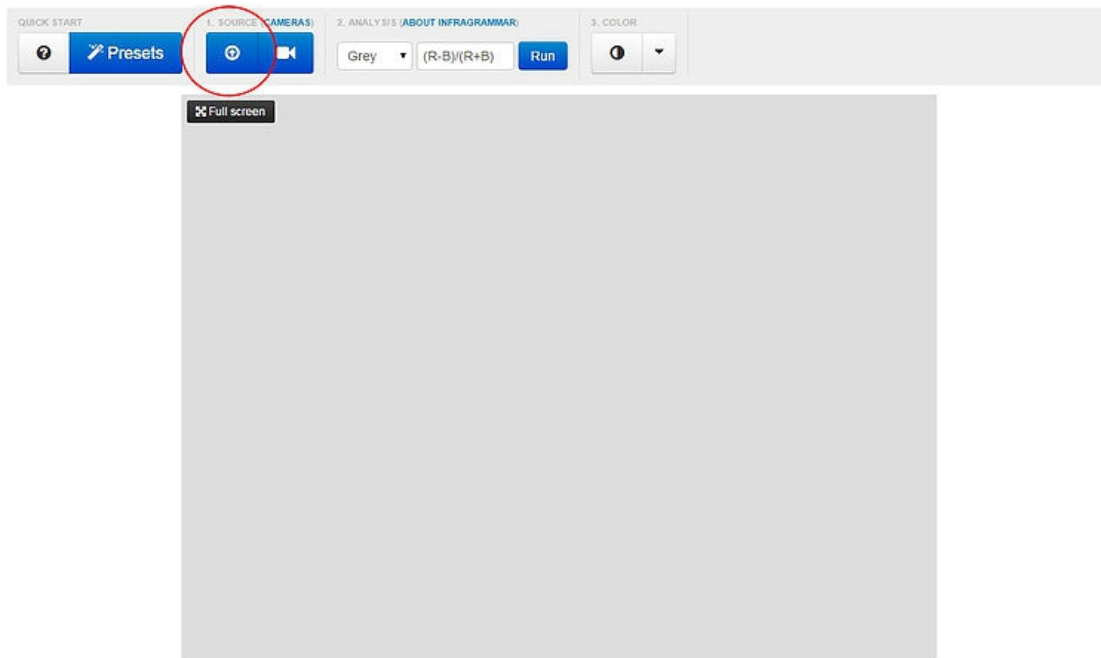 QUICK START
Presets
1. SOURCE (CAMERAS)
2. ANALYSIS (ABOUT INFRAGRAMMAR)
Grey
(R-B)/(R+B)
Run
3. COLOR
Full screen